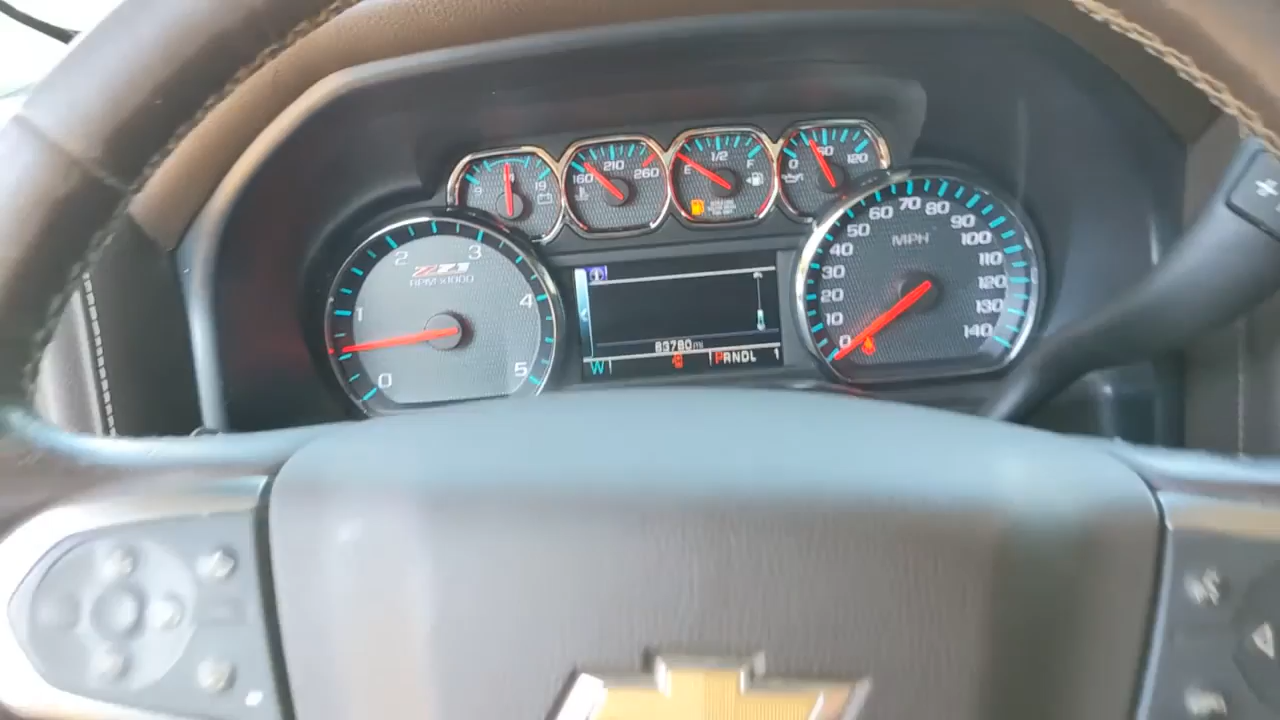 9 19
160 210 260
E 1/2 F
0 60 120
0 1 2 3 4 5
Z71
RPM x1000
MPH
0 10 20 30 40 50 60 70 80 90 100 110 120 130 140
83780 mi
W PRNDL 1